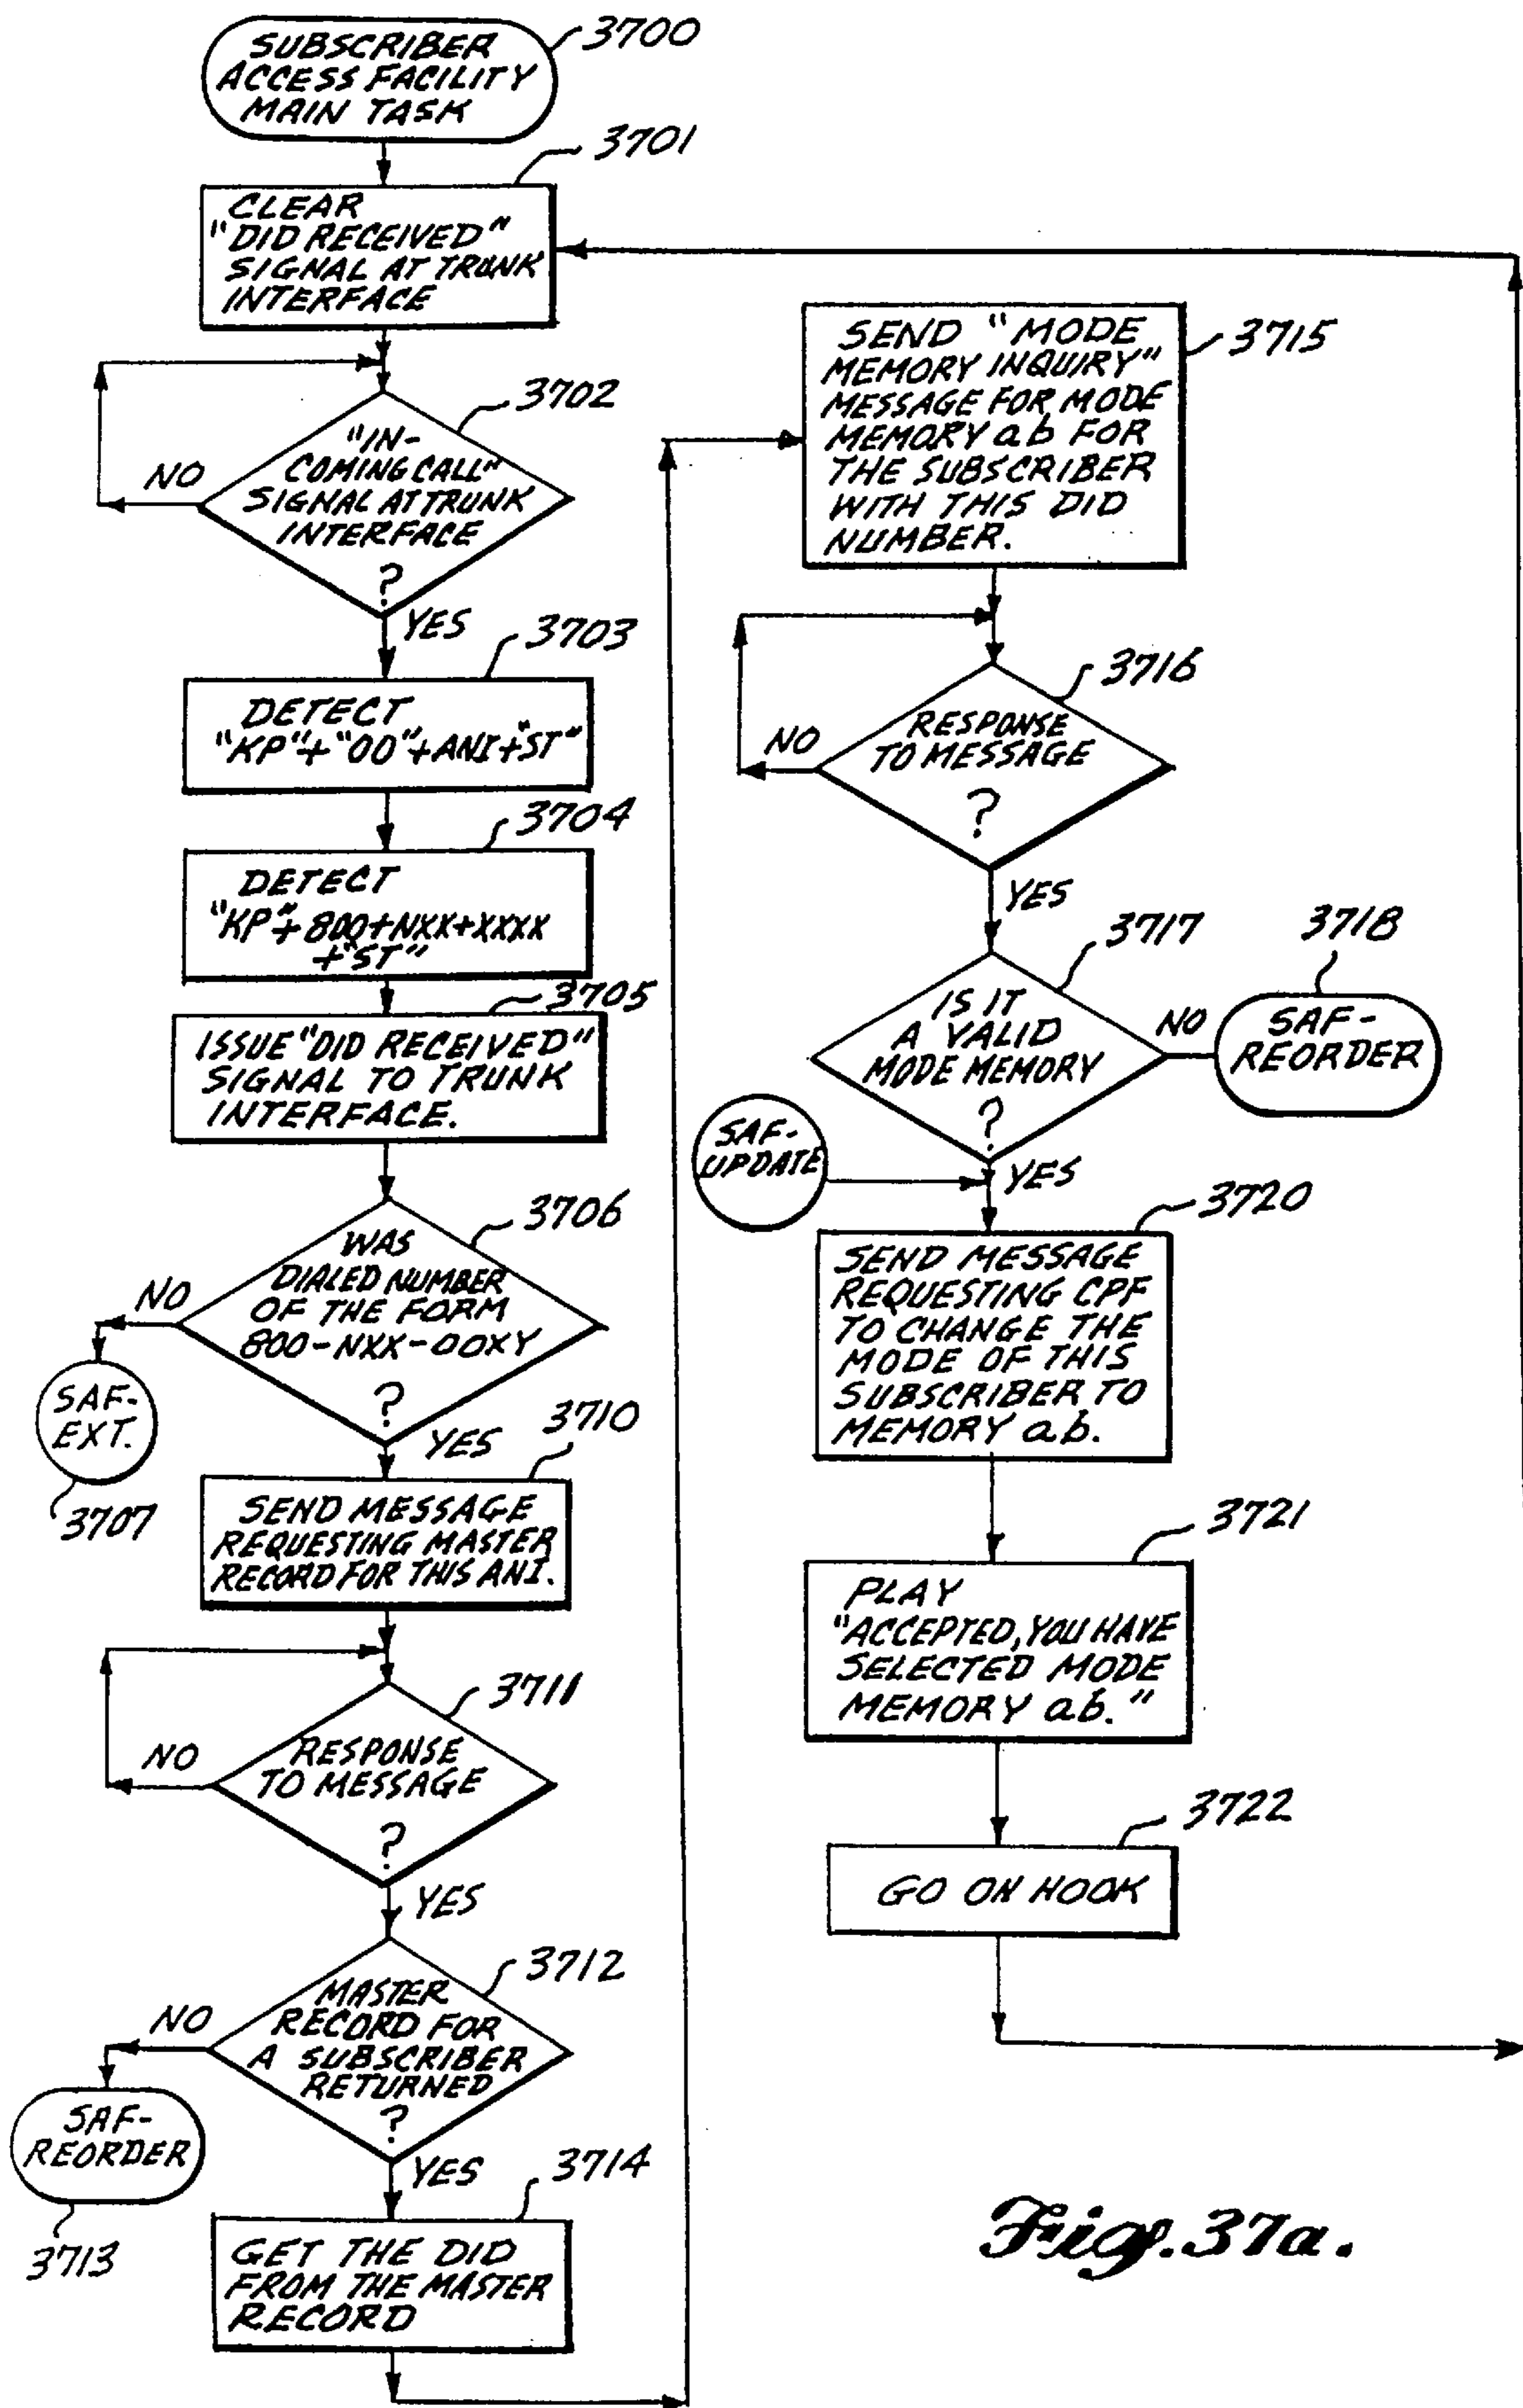 SUBSCRIBER
ACCESS FACILITY
MAIN TASK
3700
3701
CLEAR
"DID RECEIVED"
SIGNAL AT TRUNK
INTERFACE
3702
"IN-
COMING CALL"
SIGNAL AT TRUNK
INTERFACE
?
NO
YES
3703
DETECT
"KP"+"00"+ANI+"ST"
3704
DETECT
"KP"+800+NXX+XXXX
+"ST"
3705
ISSUE "DID RECEIVED"
SIGNAL TO TRUNK
INTERFACE.
3706
WAS
DIALED NUMBER
OF THE FORM
800-NXX-00XY
?
NO
SAF-
EXT.
3707
YES
3710
SEND MESSAGE
REQUESTING MASTER
RECORD FOR THIS ANI.
3711
RESPONSE
TO MESSAGE
?
NO
YES
3712
MASTER
RECORD FOR
A SUBSCRIBER
RETURNED
?
NO
SAF-
REORDER
3713
YES
3714
GET THE DID
FROM THE MASTER
RECORD
SEND "MODE
MEMORY INQUIRY"
MESSAGE FOR MODE
MEMORY ab FOR
THE SUBSCRIBER
WITH THIS DID
NUMBER.
3715
3716
RESPONSE
TO MESSAGE
?
NO
YES
3717
IS IT
A VALID
MODE MEMORY
?
NO
3718
SAF-
REORDER
SAF-
UPDATE
YES
3720
SEND MESSAGE
REQUESTING CPF
TO CHANGE THE
MODE OF THIS
SUBSCRIBER TO
MEMORY ab.
3721
PLAY
"ACCEPTED, YOU HAVE
SELECTED MODE
MEMORY ab."
3722
GO ON HOOK
Fig. 37a.